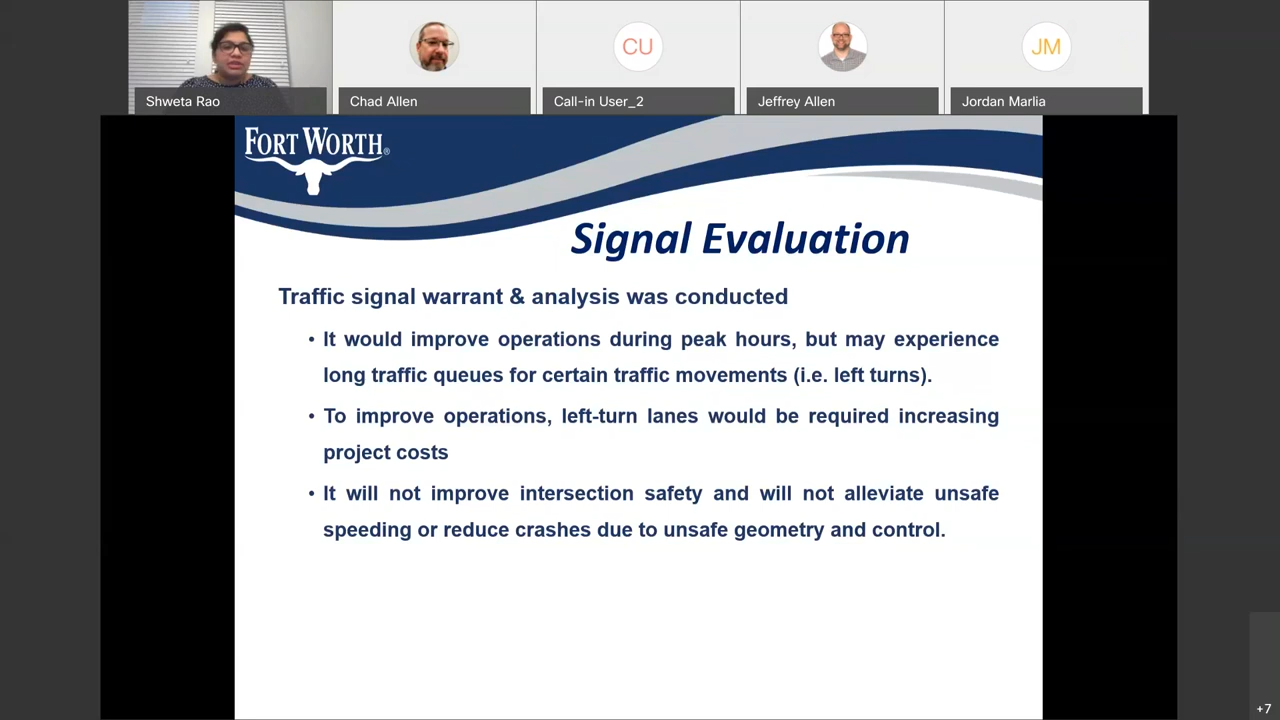 CU
JM
Shweta Rao
Chad Allen
Call-in User_2
Jeffrey Allen
Jordan Marlia
FORT WORTH®
Signal Evaluation
Traffic signal warrant & analysis was conducted
• It would improve operations during peak hours, but may experience
long traffic queues for certain traffic movements (i.e. left turns).
• To improve operations, left-turn lanes would be required increasing
project costs
• It will not improve intersection safety and will not alleviate unsafe
speeding or reduce crashes due to unsafe geometry and control.
+7